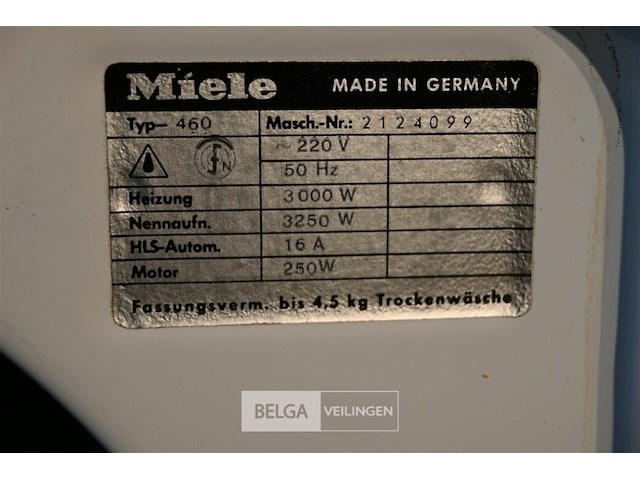 Miele MADE IN GERMANY
Typ– 460 Masch.-Nr.: 2124099
~ 220 V
50 Hz
Heizung 3000 W
Nennaufn. 3250 W
HLS-Autom. 16 A
Motor 250W
Fassungsverm. bis 4,5 kg Trockenwäsche
BELGA VEILINGEN